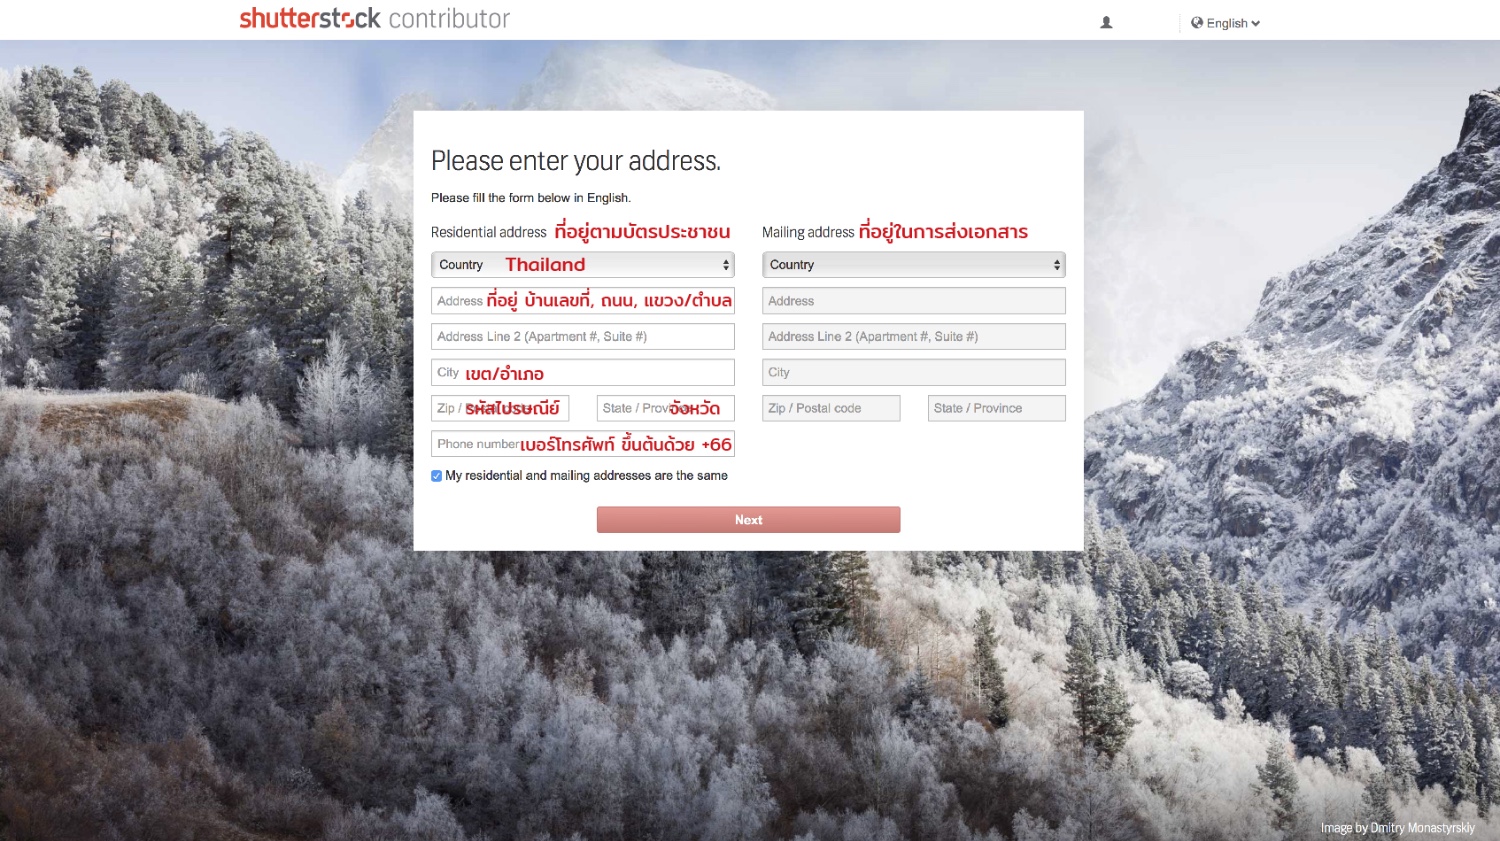 shutterstock contributor
English
Please enter your address.
Please fill the form below in English.
Residential address ที่อยู่ตามบัตรประชาชน
Country Thailand
Address ที่อยู่ บ้านเลขที่, ถนน, แขวง/ตำบล
Address Line 2 (Apartment #, Suite #)
City เขต/อำเภอ
Zip / รหัสไปรษณีย์
State / Province จังหวัด
Phone number เบอร์โทรศัพท์ ขึ้นต้นด้วย +66
My residential and mailing addresses are the same
Mailing address ที่อยู่ในการส่งเอกสาร
Country
Address
Address Line 2 (Apartment #, Suite #)
City
Zip / Postal code
State / Province
Next
Image by Dmitry Monastyrskiy